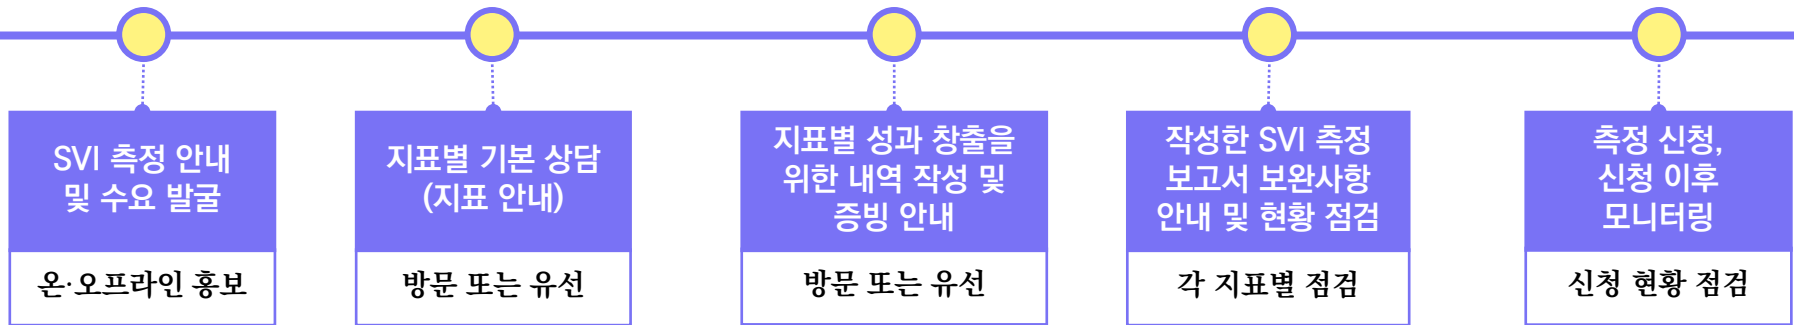 SVI 측정 안내
및 수요 발굴
온·오프라인 홍보
지표별 기본 상담
(지표 안내)
방문 또는 유선
지표별 성과 창출을
위한 내역 작성 및
증빙 안내
방문 또는 유선
작성한 SVI 측정
보고서 보완사항
안내 및 현황 점검
각 지표별 점검
측정 신청,
신청 이후
모니터링
신청 현황 점검